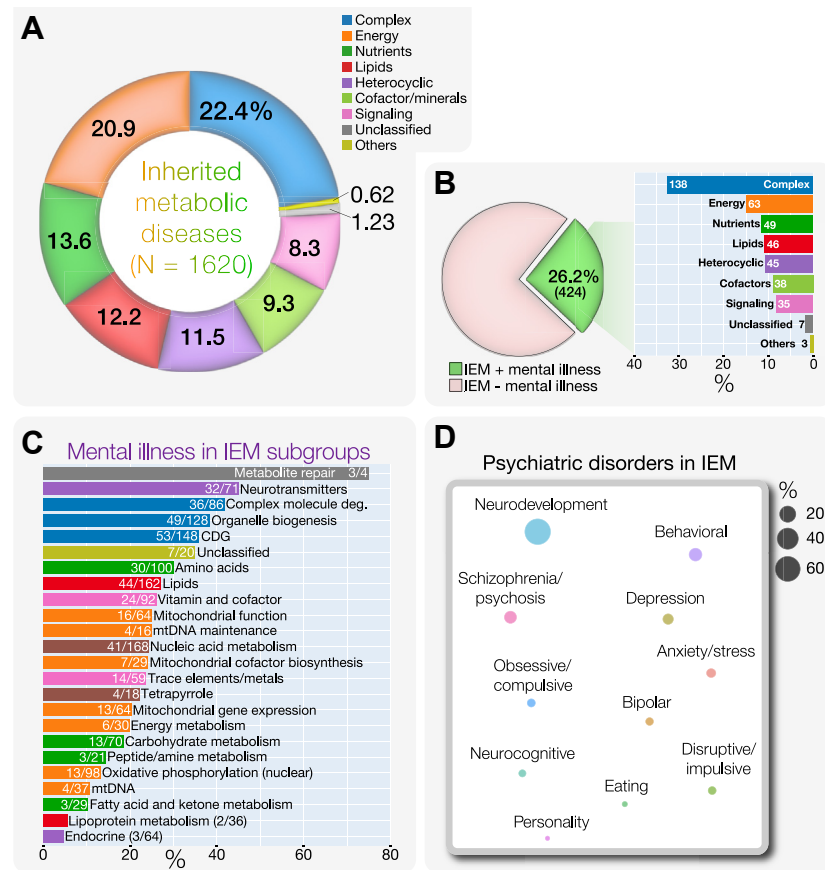 A
Complex
Energy
Nutrients
Lipids
Heterocyclic
Cofactor/minerals
Signaling
Unclassified
Others
22.4%
20.9
13.6
12.2
11.5
9.3
8.3
1.23
0.62
Inherited
metabolic
diseases
(N = 1620)
B
26.2%
(424)
IEM + mental illness
IEM - mental illness
138 Complex
Energy 63
Nutrients 49
Lipids 46
Heterocyclic 45
Cofactors 38
Signaling 35
Unclassified 7
Others 3
40 30 20 10 0
%
C
Mental illness in IEM subgroups
Metabolite repair 3/4
32/71 Neurotransmitters
36/86 Complex molecule deg.
49/128 Organelle biogenesis
53/148 CDG
7/20 Unclassified
30/100 Amino acids
44/162 Lipids
24/92 Vitamin and cofactor
16/64 Mitochondrial function
4/16 mtDNA maintenance
41/168 Nucleic acid metabolism
7/29 Mitochondrial cofactor biosynthesis
14/59 Trace elements/metals
4/18 Tetrapyrrole
13/64 Mitochondrial gene expression
6/30 Energy metabolism
13/70 Carbohydrate metabolism
3/21 Peptide/amine metabolism
13/98 Oxidative phosphorylation (nuclear)
4/37 mtDNA
3/29 Fatty acid and ketone metabolism
Lipoprotein metabolism (2/36)
Endocrine (3/64)
0 20 40 60 80
%
D
Psychiatric disorders in IEM
Neurodevelopment
Behavioral
Schizophrenia/
psychosis
Depression
Anxiety/stress
Obsessive/
compulsive
Bipolar
Neurocognitive
Disruptive/
impulsive
Eating
Personality
%
20
40
60